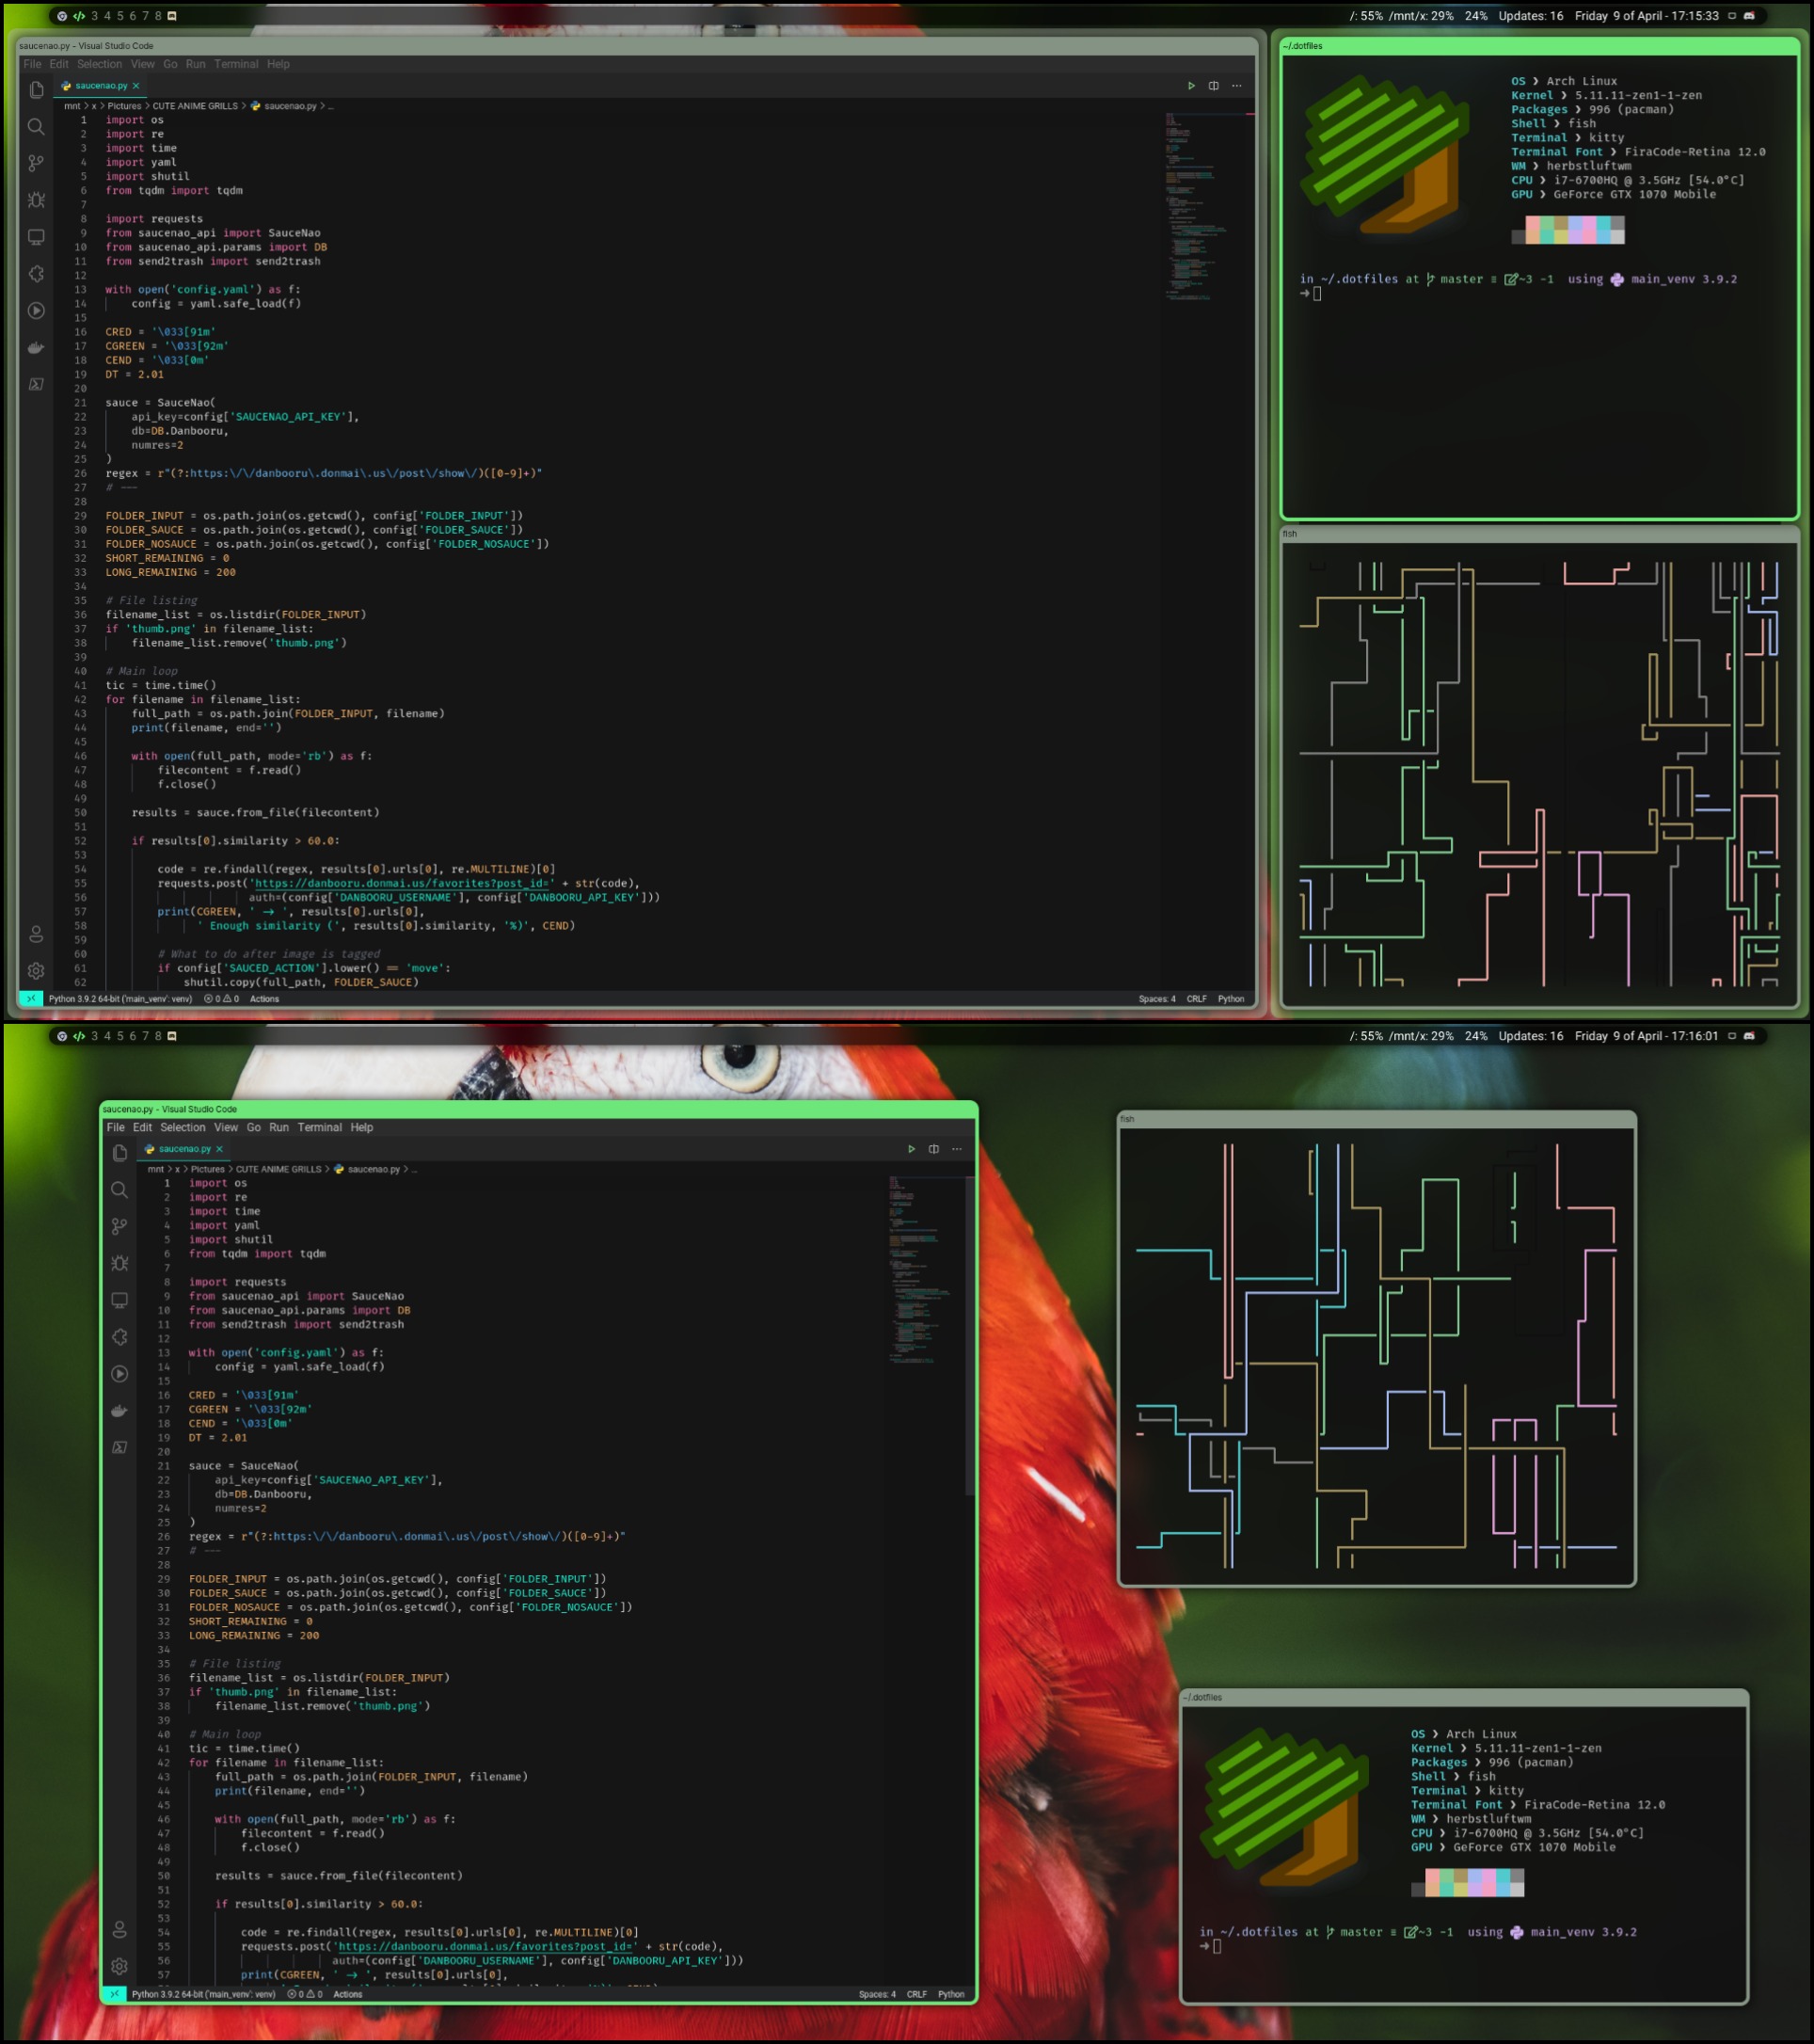 3 4 5 6 7 8
/: 55% /mnt/x: 29% 24% Updates: 16 Friday 9 of April - 17:15:33
saucenao.py - Visual Studio Code
File Edit Selection View Go Run Terminal Help
saucenao.py
mnt > x > Pictures > CUTE ANIME GRILLS > saucenao.py > ...
1 import os
2 import re
3 import time
4 import yaml
5 import shutil
6 from tqdm import tqdm
7
8 import requests
9 from saucenao_api import SauceNao
10 from saucenao_api.params import DB
11 from send2trash import send2trash
12
13 with open('config.yaml') as f:
14     config = yaml.safe_load(f)
15
16 CRED = '\033[91m'
17 CGREEN = '\033[92m'
18 CEND = '\033[0m'
19 DT = 2.01
20
21 sauce = SauceNao(
22     api_key=config['SAUCENAO_API_KEY'],
23     db=DB.Danbooru,
24     numres=2
25 )
26 regex = r"(?:https:\/\/danbooru\.donmai\.us\/post\/show\/)([0-9]+)"
27 # ---
28
29 FOLDER_INPUT = os.path.join(os.getcwd(), config['FOLDER_INPUT'])
30 FOLDER_SAUCE = os.path.join(os.getcwd(), config['FOLDER_SAUCE'])
31 FOLDER_NOSAUCE = os.path.join(os.getcwd(), config['FOLDER_NOSAUCE'])
32 SHORT_REMAINING = 0
33 LONG_REMAINING = 200
34
35 # File listing
36 filename_list = os.listdir(FOLDER_INPUT)
37 if 'thumb.png' in filename_list:
38     filename_list.remove('thumb.png')
39
40 # Main loop
41 tic = time.time()
42 for filename in filename_list:
43     full_path = os.path.join(FOLDER_INPUT, filename)
44     print(filename, end='')
45
46     with open(full_path, mode='rb') as f:
47         filecontent = f.read()
48         f.close()
49
50     results = sauce.from_file(filecontent)
51
52     if results[0].similarity > 60.0:
53
54         code = re.findall(regex, results[0].urls[0], re.MULTILINE)[0]
55         requests.post('https://danbooru.donmai.us/favorites?post_id=' + str(code),
56                       auth=(config['DANBOORU_USERNAME'], config['DANBOORU_API_KEY']))
57         print(CGREEN, ' → ', results[0].urls[0],
58               ' Enough similarity (', results[0].similarity, '%)', CEND)
59
60         # What to do after image is tagged
61         if config['SAUCED_ACTION'].lower() == 'move':
62             shutil.copy(full_path, FOLDER_SAUCE)
Python 3.9.2 64-bit ('main_venv': venv) 0 0 Actions Spaces: 4 CRLF Python
~/.dotfiles
OS ❯ Arch Linux
Kernel ❯ 5.11.11-zen1-1-zen
Packages ❯ 996 (pacman)
Shell ❯ fish
Terminal ❯ kitty
Terminal Font ❯ FiraCode-Retina 12.0
WM ❯ herbstluftwm
CPU ❯ i7-6700HQ @ 3.5GHz [54.0°C]
GPU ❯ GeForce GTX 1070 Mobile
in ~/.dotfiles at master ≡ ~3 -1 using main_venv 3.9.2
→
fish
3 4 5 6 7 8
/: 55% /mnt/x: 29% 24% Updates: 16 Friday 9 of April - 17:16:01
saucenao.py - Visual Studio Code
File Edit Selection View Go Run Terminal Help
saucenao.py
mnt > x > Pictures > CUTE ANIME GRILLS > saucenao.py > ...
1 import os
2 import re
3 import time
4 import yaml
5 import shutil
6 from tqdm import tqdm
7
8 import requests
9 from saucenao_api import SauceNao
10 from saucenao_api.params import DB
11 from send2trash import send2trash
12
13 with open('config.yaml') as f:
14     config = yaml.safe_load(f)
15
16 CRED = '\033[91m'
17 CGREEN = '\033[92m'
18 CEND = '\033[0m'
19 DT = 2.01
20
21 sauce = SauceNao(
22     api_key=config['SAUCENAO_API_KEY'],
23     db=DB.Danbooru,
24     numres=2
25 )
26 regex = r"(?:https:\/\/danbooru\.donmai\.us\/post\/show\/)([0-9]+)"
27 # ---
28
29 FOLDER_INPUT = os.path.join(os.getcwd(), config['FOLDER_INPUT'])
30 FOLDER_SAUCE = os.path.join(os.getcwd(), config['FOLDER_SAUCE'])
31 FOLDER_NOSAUCE = os.path.join(os.getcwd(), config['FOLDER_NOSAUCE'])
32 SHORT_REMAINING = 0
33 LONG_REMAINING = 200
34
35 # File listing
36 filename_list = os.listdir(FOLDER_INPUT)
37 if 'thumb.png' in filename_list:
38     filename_list.remove('thumb.png')
39
40 # Main loop
41 tic = time.time()
42 for filename in filename_list:
43     full_path = os.path.join(FOLDER_INPUT, filename)
44     print(filename, end='')
45
46     with open(full_path, mode='rb') as f:
47         filecontent = f.read()
48         f.close()
49
50     results = sauce.from_file(filecontent)
51
52     if results[0].similarity > 60.0:
53
54         code = re.findall(regex, results[0].urls[0], re.MULTILINE)[0]
55         requests.post('https://danbooru.donmai.us/favorites?post_id=' + str(code),
56                       auth=(config['DANBOORU_USERNAME'], config['DANBOORU_API_KEY']))
57         print(CGREEN, ' → ', results[0].urls[0],
Python 3.9.2 64-bit ('main_venv': venv) 0 0 Actions Spaces: 4 CRLF Python
fish
~/.dotfiles
OS ❯ Arch Linux
Kernel ❯ 5.11.11-zen1-1-zen
Packages ❯ 996 (pacman)
Shell ❯ fish
Terminal ❯ kitty
Terminal Font ❯ FiraCode-Retina 12.0
WM ❯ herbstluftwm
CPU ❯ i7-6700HQ @ 3.5GHz [54.0°C]
GPU ❯ GeForce GTX 1070 Mobile
in ~/.dotfiles at master ≡ ~3 -1 using main_venv 3.9.2
→